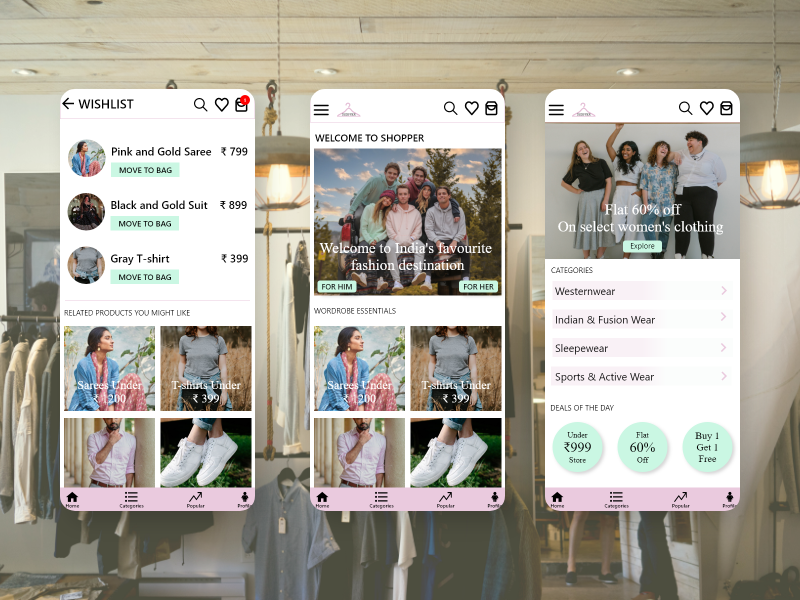 WISHLIST
1
Pink and Gold Saree ₹ 799
MOVE TO BAG
Black and Gold Suit ₹ 899
MOVE TO BAG
Gray T-shirt ₹ 399
MOVE TO BAG
RELATED PRODUCTS YOU MIGHT LIKE
Sarees Under
₹ 1200
T-shirts Under
₹ 399
Home
Categories
Popular
Profil
WELCOME TO SHOPPER
Welcome to India's favourite
fashion destination
FOR HIM
FOR HER
WORDROBE ESSENTIALS
Sarees Under
₹ 1200
T-shirts Under
₹ 399
Home
Categories
Popular
Profil
Flat 60% off
On select women's clothing
Explore
CATEGORIES
Westernwear
Indian & Fusion Wear
Sleepewear
Sports & Active Wear
DEALS OF THE DAY
Under
₹999
Store
Flat
60%
Off
Buy 1
Get 1
Free
Home
Categories
Popular
Profil